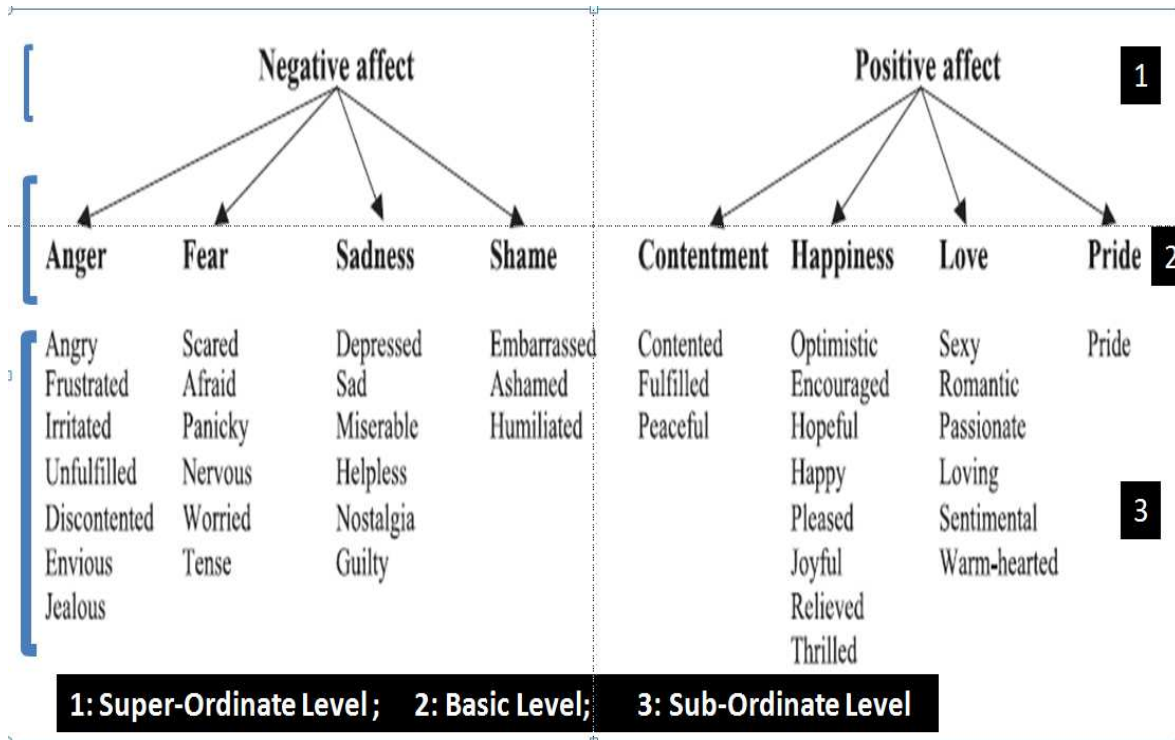 Negative affect Positive affect 1
Anger Fear Sadness Shame Contentment Happiness Love Pride 2
Angry Scared Depressed Embarrassed Contented Optimistic Sexy Pride
Frustrated Afraid Sad Ashamed Fulfilled Encouraged Romantic
Irritated Panicky Miserable Humiliated Peaceful Hopeful Passionate
Unfulfilled Nervous Helpless Happy Loving
Discontented Worried Nostalgia Pleased Sentimental 3
Envious Tense Guilty Joyful Warm-hearted
Jealous Relieved
Thrilled
1: Super-Ordinate Level ; 2: Basic Level; 3: Sub-Ordinate Level